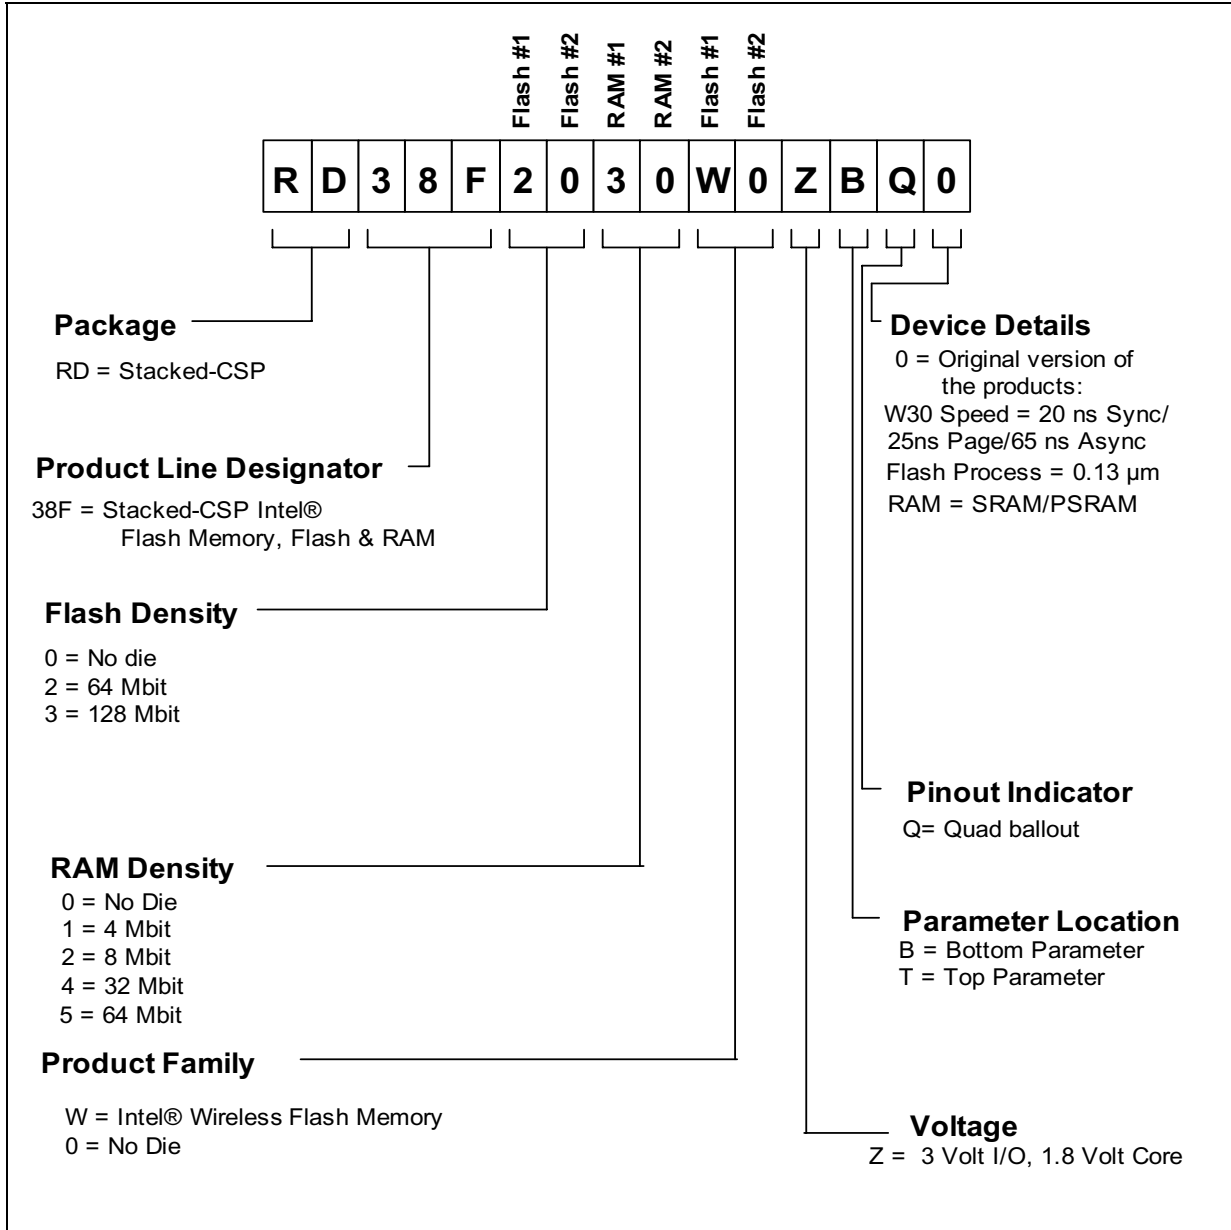 Flash #1
Flash #2
RAM #1
RAM #2
Flash #1
Flash #2
R D 3 8 F 2 0 3 0 W 0 Z B Q 0
Package
RD = Stacked-CSP
Product Line Designator
38F = Stacked-CSP Intel®
Flash Memory, Flash & RAM
Flash Density
0 = No die
2 = 64 Mbit
3 = 128 Mbit
RAM Density
0 = No Die
1 = 4 Mbit
2 = 8 Mbit
4 = 32 Mbit
5 = 64 Mbit
Product Family
W = Intel® Wireless Flash Memory
0 = No Die
Device Details
0 = Original version of
the products:
W30 Speed = 20 ns Sync/
25ns Page/65 ns Async
Flash Process = 0.13 µm
RAM = SRAM/PSRAM
Pinout Indicator
Q= Quad ballout
Parameter Location
B = Bottom Parameter
T = Top Parameter
Voltage
Z = 3 Volt I/O, 1.8 Volt Core